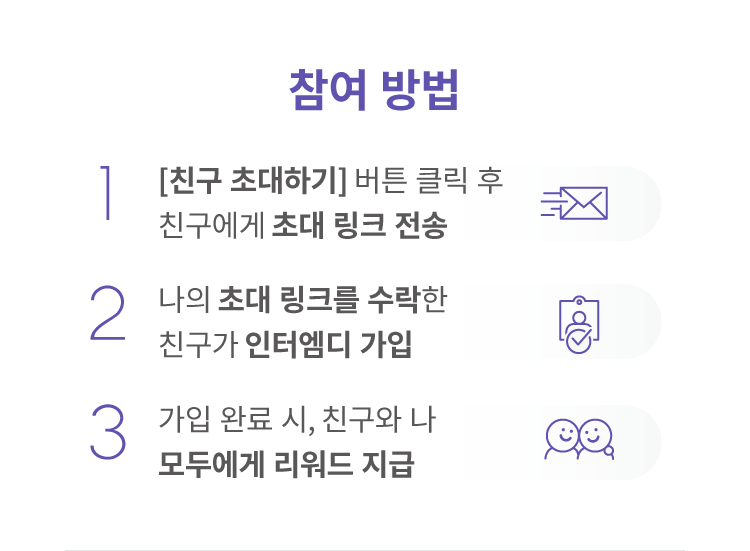 참여 방법
1
[친구 초대하기] 버튼 클릭 후
친구에게 초대 링크 전송
2
나의 초대 링크를 수락한
친구가 인터엠디 가입
3
가입 완료 시, 친구와 나
모두에게 리워드 지급